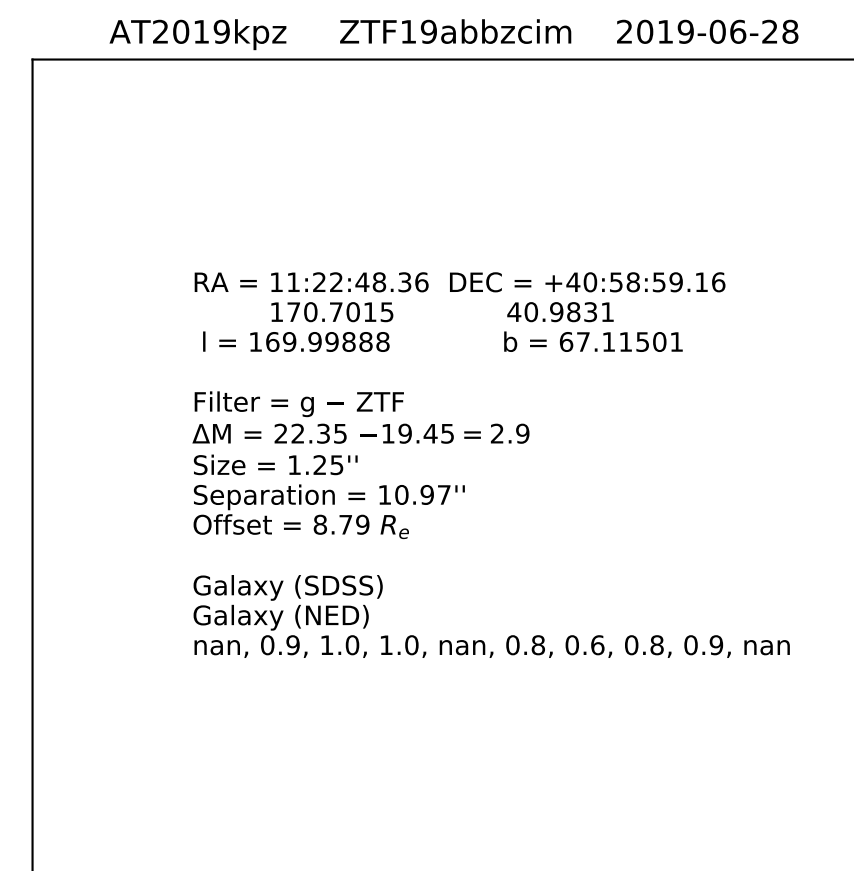 AT2019kpz ZTF19abbzcim 2019-06-28
RA = 11:22:48.36 DEC = +40:58:59.16
170.7015 40.9831
l = 169.99888 b = 67.11501
Filter = g − ZTF
ΔM = 22.35 −19.45 = 2.9
Size = 1.25''
Separation = 10.97''
Offset = 8.79 Re
Galaxy (SDSS)
Galaxy (NED)
nan, 0.9, 1.0, 1.0, nan, 0.8, 0.6, 0.8, 0.9, nan